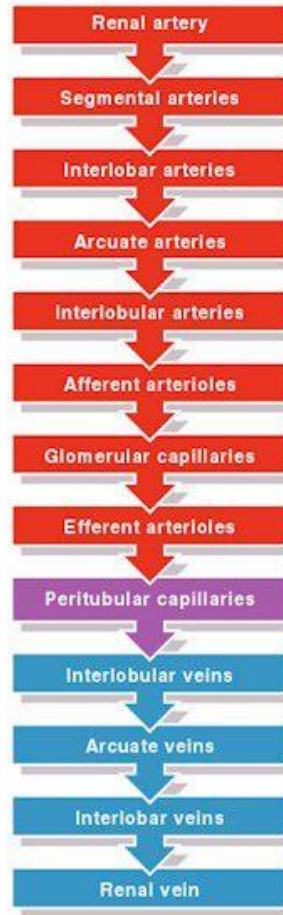 Renal artery
Segmental arteries
Interlobar arteries
Arcuate arteries
Interlobular arteries
Afferent arterioles
Glomerular capillaries
Efferent arterioles
Peritubular capillaries
Interlobular veins
Arcuate veins
Interlobar veins
Renal vein